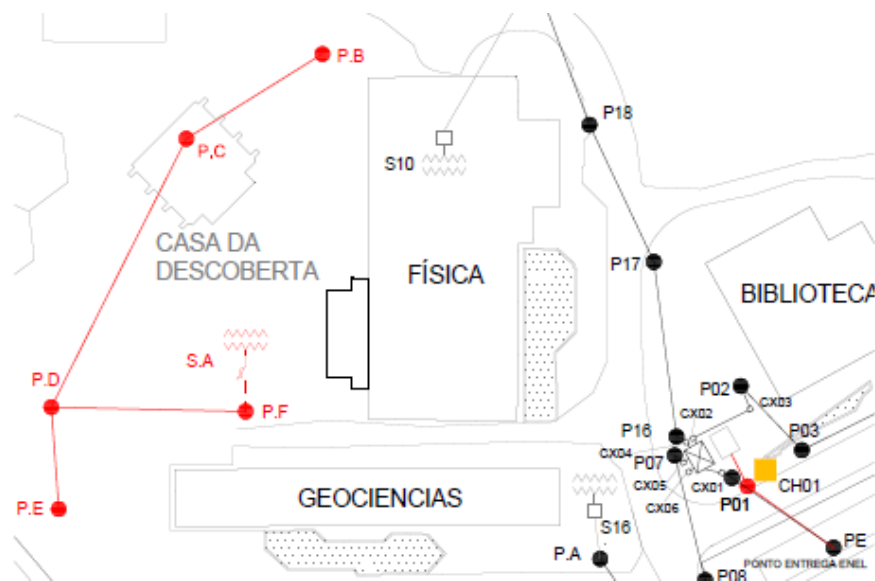 P.B
P18
P.C
S10
CASA DA
DESCOBERTA
FÍSICA
P17
BIBLIOTECA
S.A
P.D
P.F
P02
CX03
CX02
P16
P03
CX04
P07
CX05
CX01
CH01
P01
CX06
GEOCIENCIAS
P.E
S16
P.A
PE
PONTO ENTREGA ENEL
P08